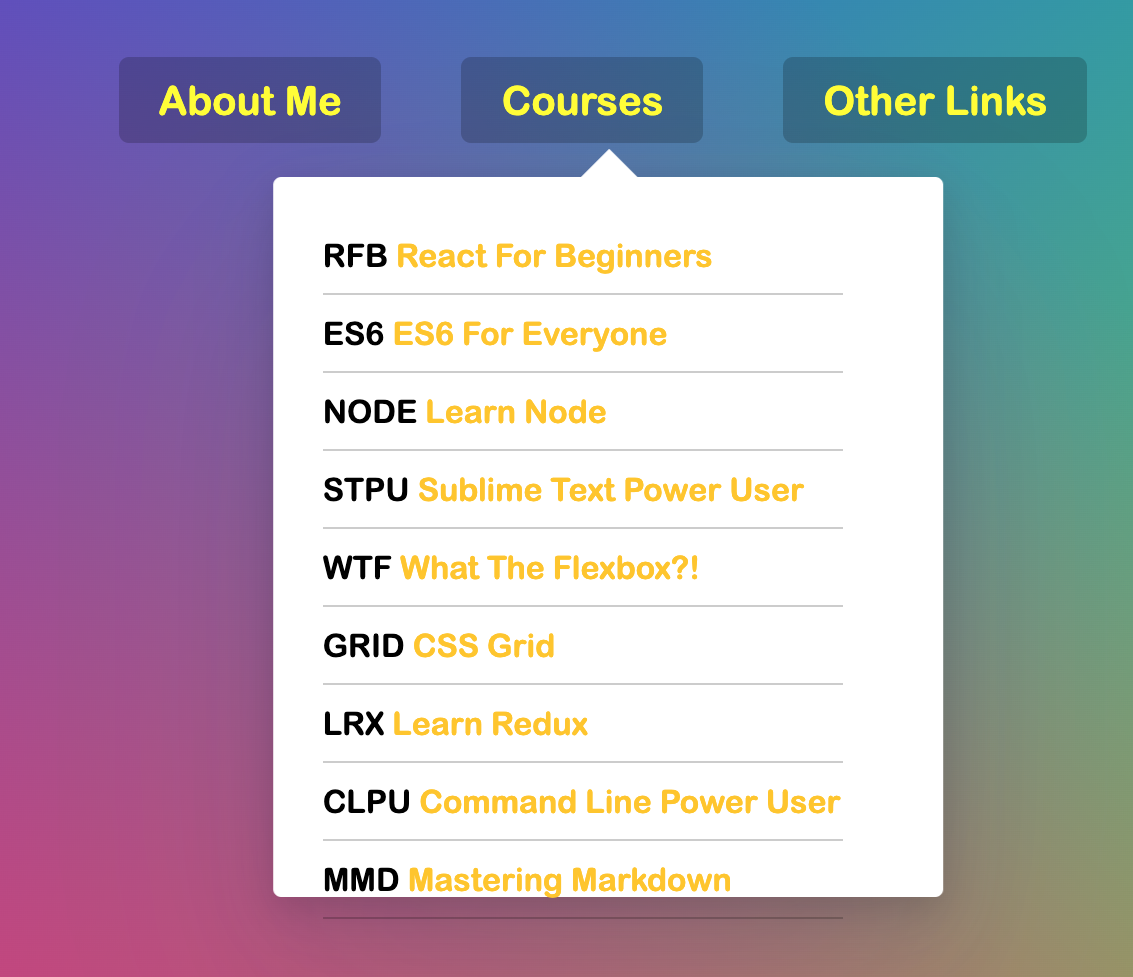 About Me Courses Other Links
RFB React For Beginners
ES6 ES6 For Everyone
NODE Learn Node
STPU Sublime Text Power User
WTF What The Flexbox?!
GRID CSS Grid
LRX Learn Redux
CLPU Command Line Power User
MMD Mastering Markdown